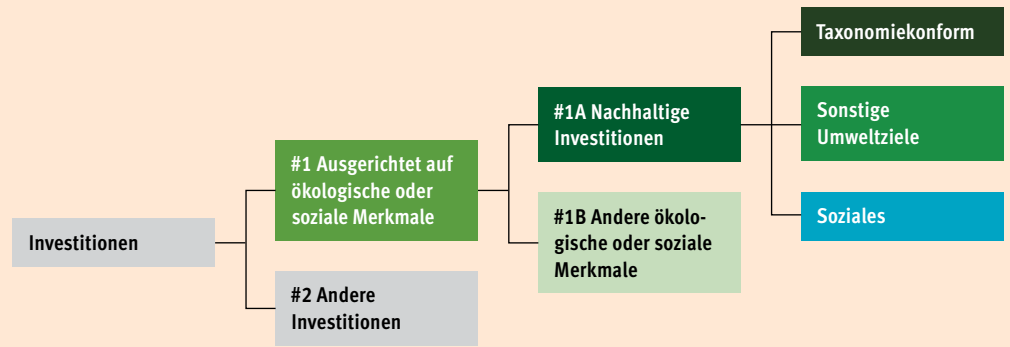 Investitionen
#1 Ausgerichtet auf
ökologische oder
soziale Merkmale
#2 Andere
Investitionen
#1A Nachhaltige
Investitionen
#1B Andere ökolo-
gische oder soziale
Merkmale
Taxonomiekonform
Sonstige
Umweltziele
Soziales